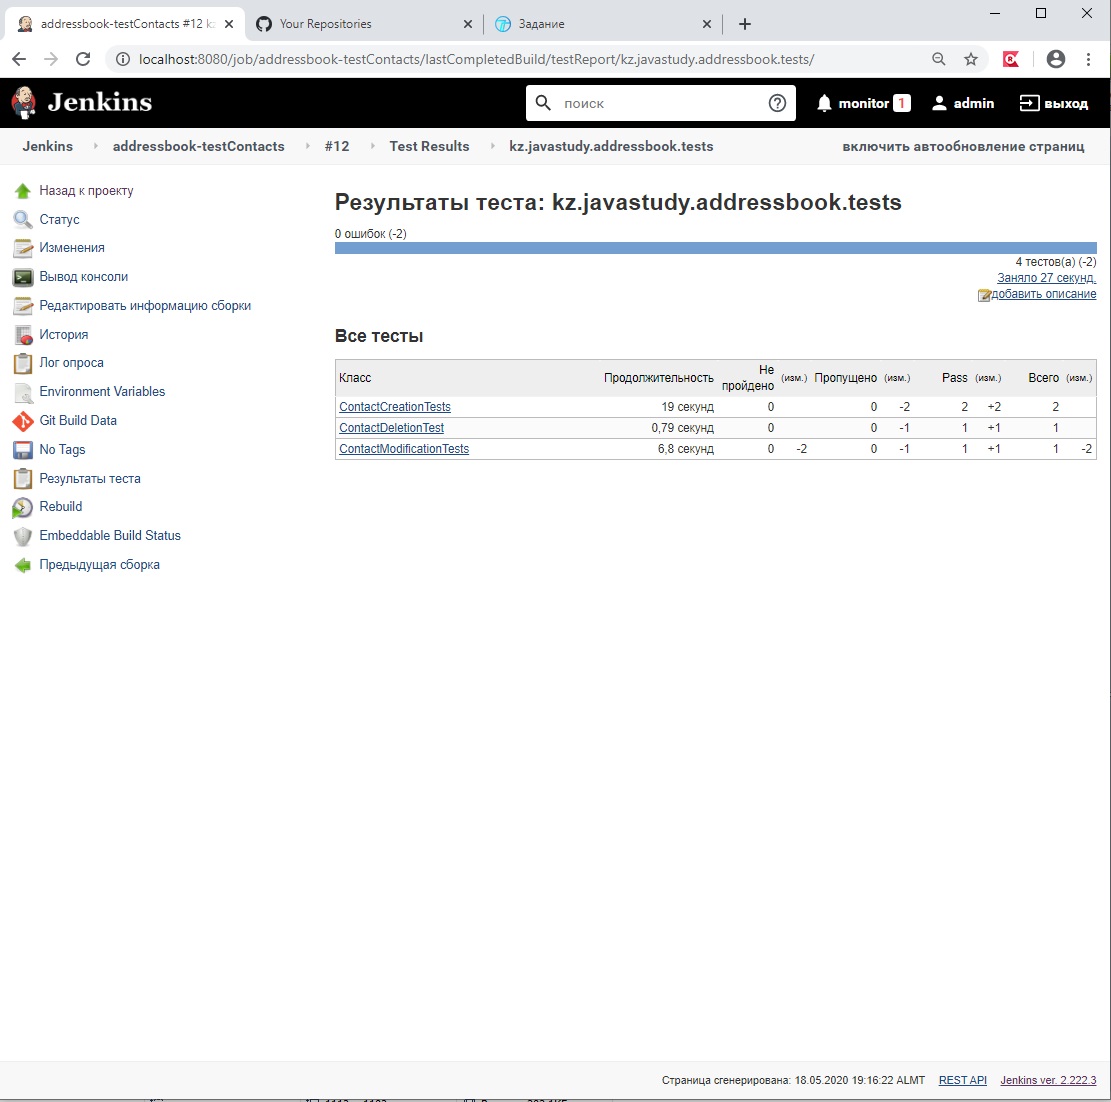 addressbook-testContacts #12 k
Your Repositories
Задание
localhost:8080/job/addressbook-testContacts/lastCompletedBuild/testReport/kz.javastudy.addressbook.tests/
Jenkins
поиск
monitor 1
admin
выход
Jenkins addressbook-testContacts #12 Test Results kz.javastudy.addressbook.tests включить автообновление страниц
Назад к проекту
Статус
Изменения
Вывод консоли
Редактировать информацию сборки
История
Лог опроса
Environment Variables
Git Build Data
No Tags
Результаты теста
Rebuild
Embeddable Build Status
Предыдущая сборка
Результаты теста: kz.javastudy.addressbook.tests
0 ошибок (-2)
4 тестов(а) (-2)
Заняло 27 секунд.
добавить описание
Все тесты
Класс Продолжительность Не пройдено (изм.) Пропущено (изм.) Pass (изм.) Всего (изм.)
ContactCreationTests 19 секунд 0 0 -2 2 +2 2
ContactDeletionTest 0,79 секунд 0 0 -1 1 +1 1
ContactModificationTests 6,8 секунд 0 -2 0 -1 1 +1 1 -2
Страница сгенерирована: 18.05.2020 19:16:22 ALMT REST API Jenkins ver. 2.222.3